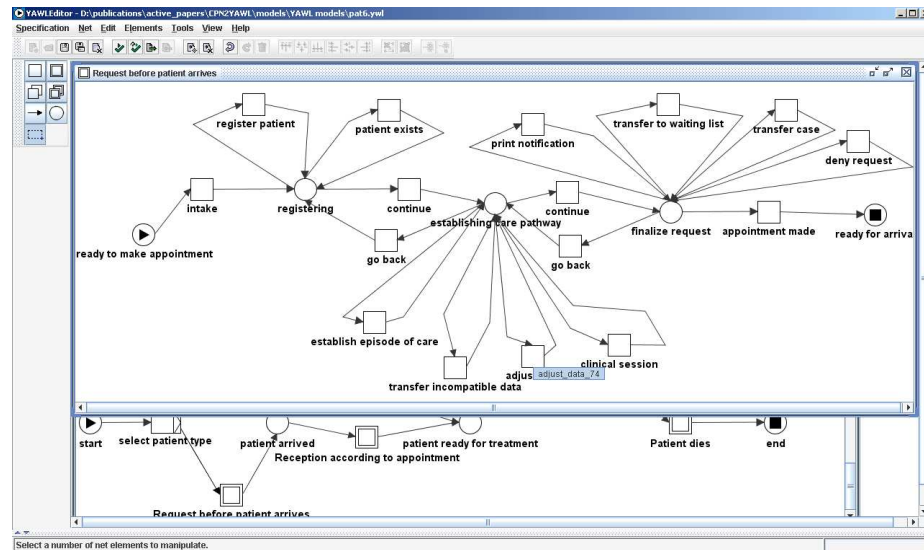 YAWLEditor - D:\publications\active_papers\CPN2YAWL\models\YAWL models\pat6.ywl
Specification Net Edit Elements Tools View Help
Request before patient arrives
register patient
patient exists
print notification
transfer to waiting list
transfer case
deny request
intake
registering
continue
establishing care pathway
continue
finalize request
appointment made
ready for arriva
ready to make appointment
go back
go back
establish episode of care
transfer incompatible data
adjus
adjust_data_74
clinical session
start
select patient type
patient arrived
Reception according to appointment
patient ready for treatment
Patient dies
end
Request before patient arrives
Select a number of net elements to manipulate.